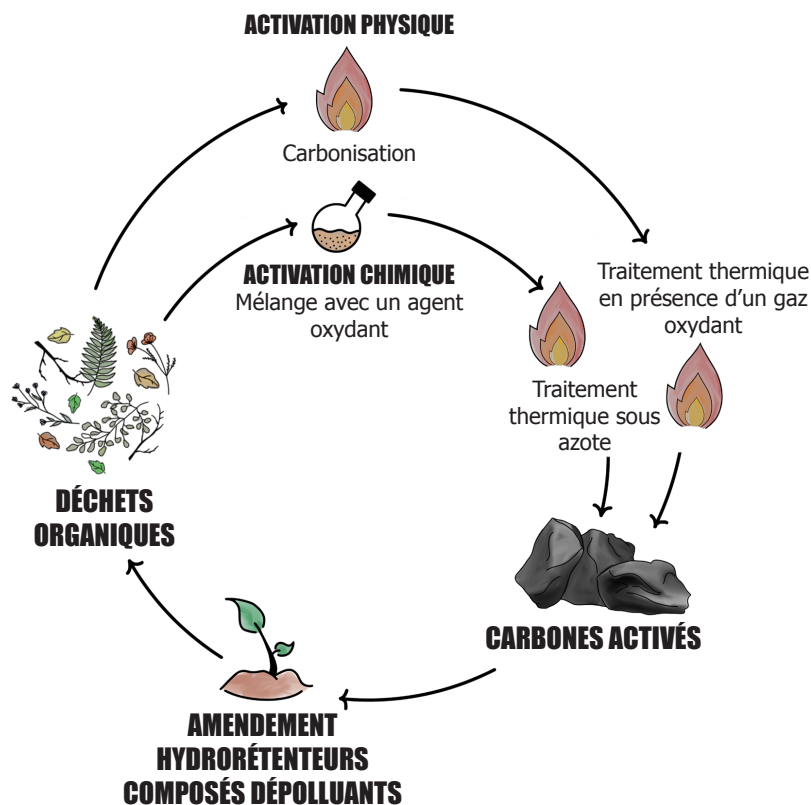 ACTIVATION PHYSIQUE
Carbonisation
ACTIVATION CHIMIQUE
Mélange avec un agent
oxydant
Traitement thermique
en présence d’un gaz
oxydant
Traitement
thermique sous
azote
DÉCHETS
ORGANIQUES
CARBONES ACTIVÉS
AMENDEMENT
HYDRORÉTENTEURS
COMPOSÉS DÉPOLLUANTS